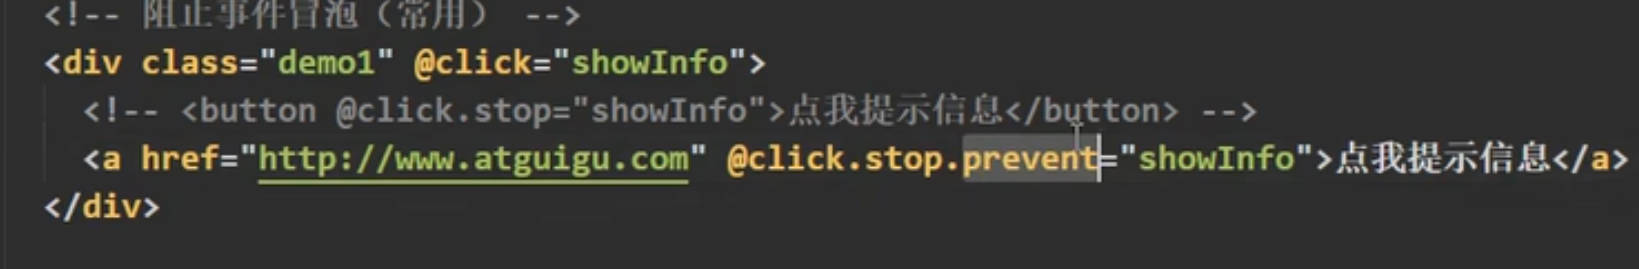 <!-- 阻止事件冒泡（常用） -->
<div class="demo1" @click="showInfo">
<!-- <button @click.stop="showInfo">点我提示信息</button> -->
<a href="http://www.atguigu.com" @click.stop.prevent="showInfo">点我提示信息</a>
</div>